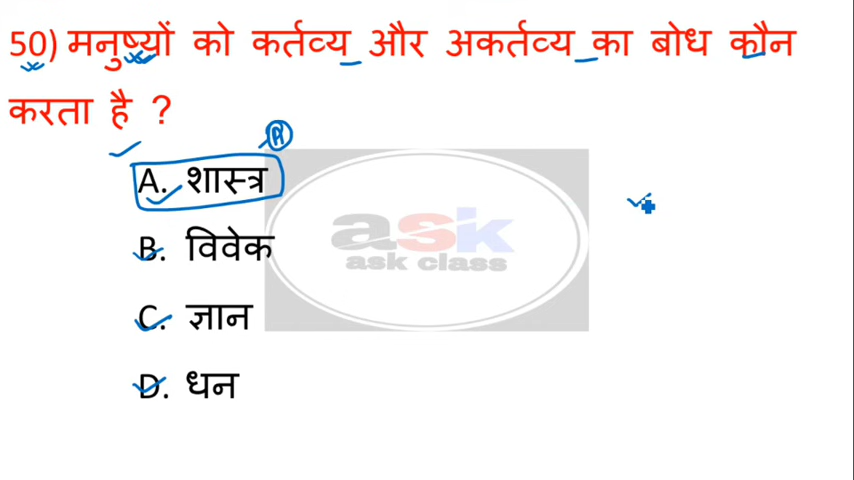 50) मनुष्यों को कर्तव्य और अकर्तव्य का बोध कौन
करता है ?
A
A. शास्त्र
B. विवेक
C. ज्ञान
D. धन
ask
ask class